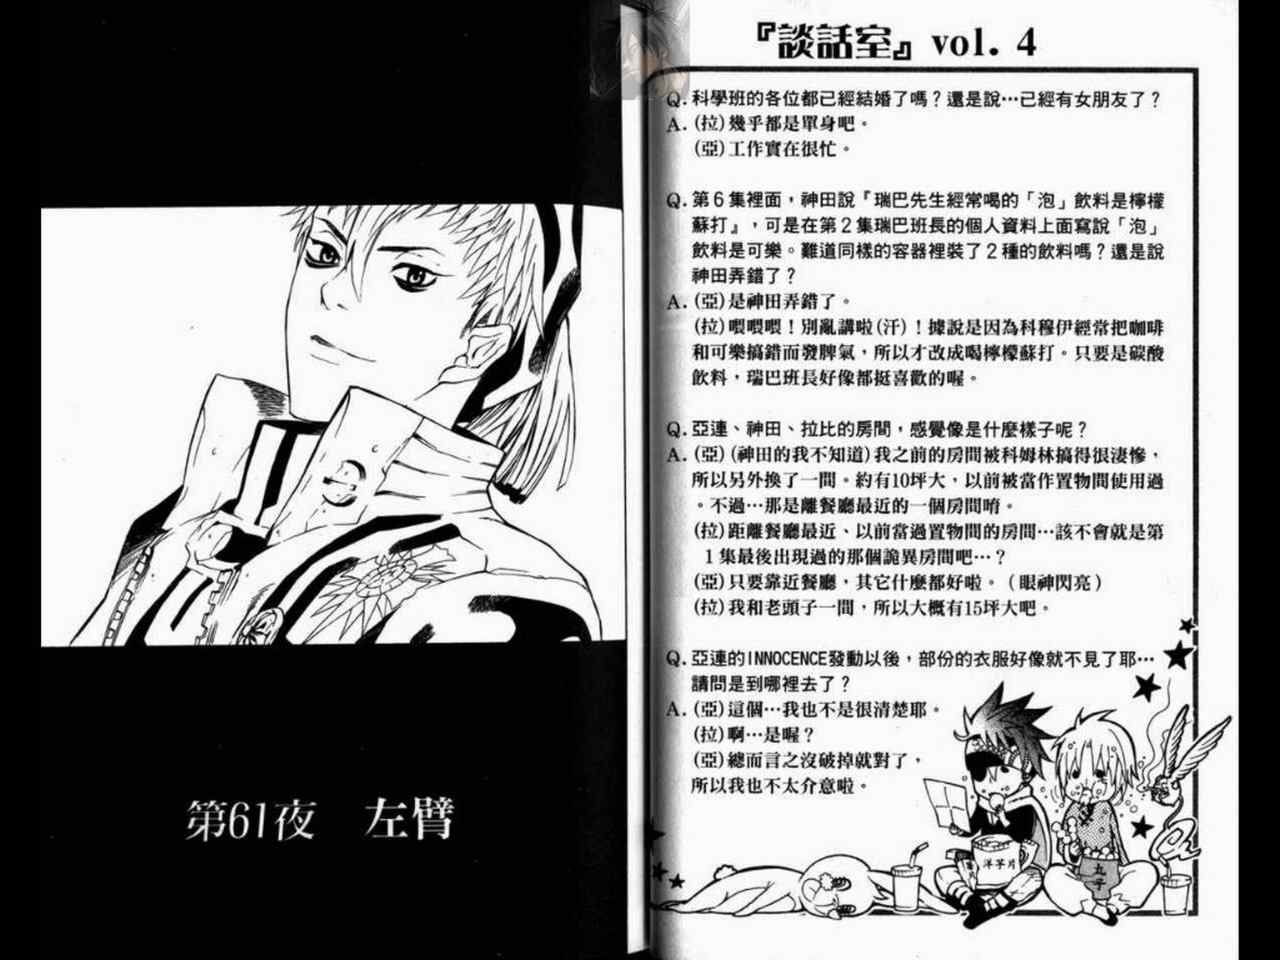 『談話室』 vol. 4
Q. 科學班的各位都已經結婚了嗎？還是說…已經有女朋友了？
A. (拉)幾乎都是單身吧。
(亞)工作實在很忙。
Q. 第6集裡面，神田說『瑞巴先生經常喝的「泡」飲料是檸檬
蘇打』，可是在第2集瑞巴班長的個人資料上面寫說「泡」
飲料是可樂。難道同樣的容器裡裝了2種的飲料嗎？還是說
神田弄錯了？
A. (亞)是神田弄錯了。
(拉)喂喂喂！別亂講啦(汗)！據說是因為科穆伊經常把咖啡
和可樂搞錯而發脾氣，所以才改成喝檸檬蘇打。只要是碳酸
飲料，瑞巴班長好像都挺喜歡的喔。
Q. 亞連、神田、拉比的房間，感覺像是什麼樣子呢？
A. (亞)(神田的我不知道)我之前的房間被科姆林搞得很淒慘，
所以另外換了一間。約有10坪大，以前被當作置物間使用過
。不過…那是離餐廳最近的一個房間唷。
(拉)距離餐廳最近、以前當過置物間的房間…該不會就是第
1集最後出現過的那個詭異房間吧…？
(亞)只要靠近餐廳，其它什麼都好啦。（眼神閃亮）
(拉)我和老頭子一間，所以大概有15坪大吧。
Q. 亞連的INNOCENCE發動以後，部份的衣服好像就不見了耶…
請問是到哪裡去了？
A. (亞)這個…我也不是很清楚耶。
(拉)啊…是喔？
(亞)總而言之沒破掉就對了，
所以我也不太介意啦。
洋芋片
丸子
第61夜　左臂